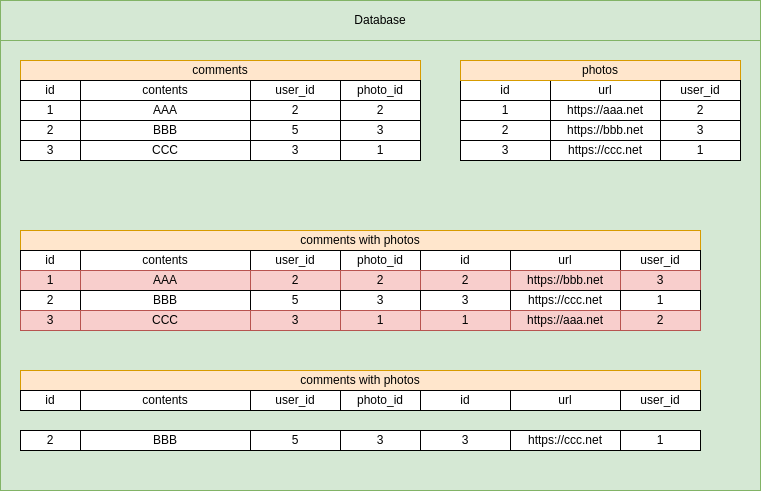 Database
comments
id contents user_id photo_id
1 AAA 2 2
2 BBB 5 3
3 CCC 3 1
photos
id url user_id
1 https://aaa.net 2
2 https://bbb.net 3
3 https://ccc.net 1
comments with photos
id contents user_id photo_id id url user_id
1 AAA 2 2 2 https://bbb.net 3
2 BBB 5 3 3 https://ccc.net 1
3 CCC 3 1 1 https://aaa.net 2
comments with photos
id contents user_id photo_id id url user_id
2 BBB 5 3 3 https://ccc.net 1